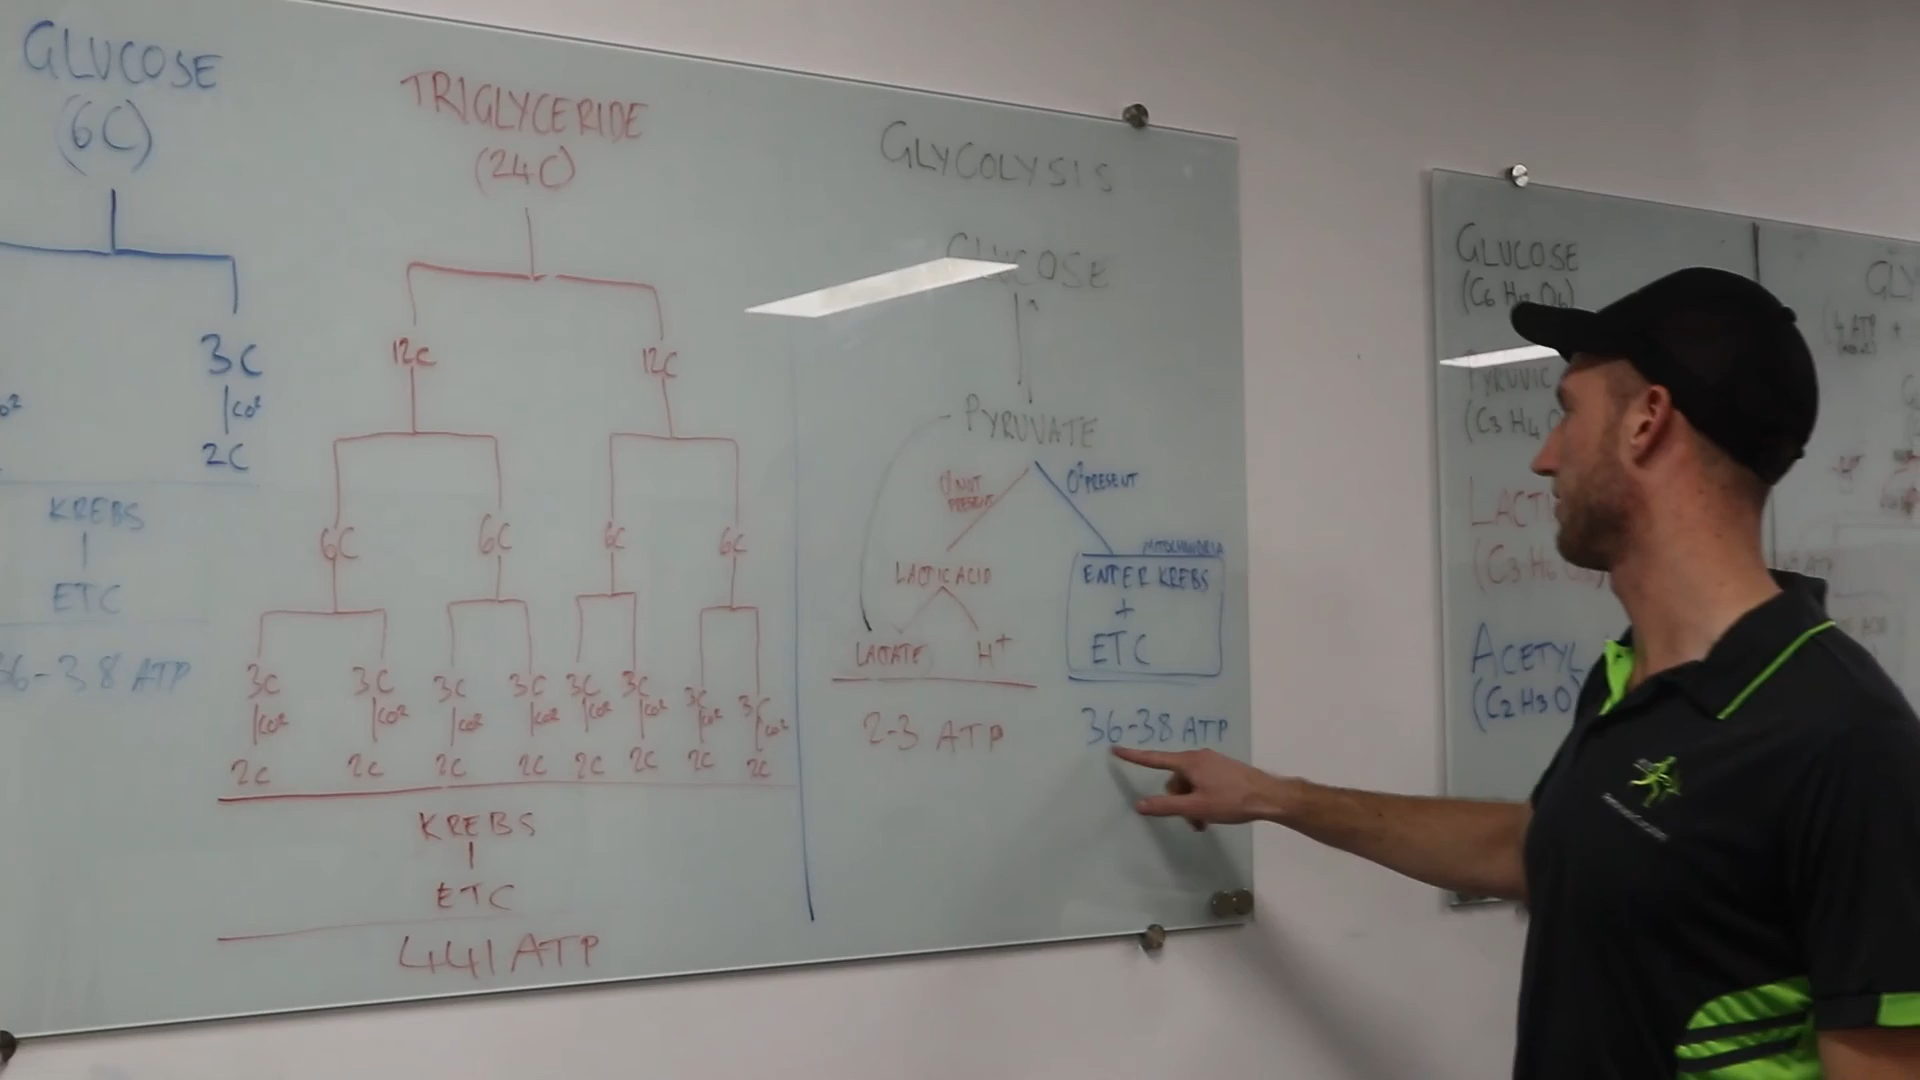 GLUCOSE
(6C)
3C
CO²
2C
KREBS
ETC
36-38 ATP
TRIGLYCERIDE
(24C)
12C 12C
6C 6C 6C 6C
3C 3C 3C 3C 3C 3C 3C 3C
CO² CO² CO² CO² CO² CO² CO² CO²
2C 2C 2C 2C 2C 2C 2C 2C
KREBS
ETC
441 ATP
GLYCOLYSIS
GLUCOSE
PYRUVATE
NOT
PRESENT
O² PRESENT
LACTIC ACID
LACTATE H+
2-3 ATP
MITOCHONDRIA
ENTER KREBS
+
ETC
36-38 ATP
GLUCOSE
(C6 H12 O6)
PYRUVIC
(C3 H4
LACTI
(C3 H6
ACETYL
(C2 H3 O)
GLY
(4 ATP +